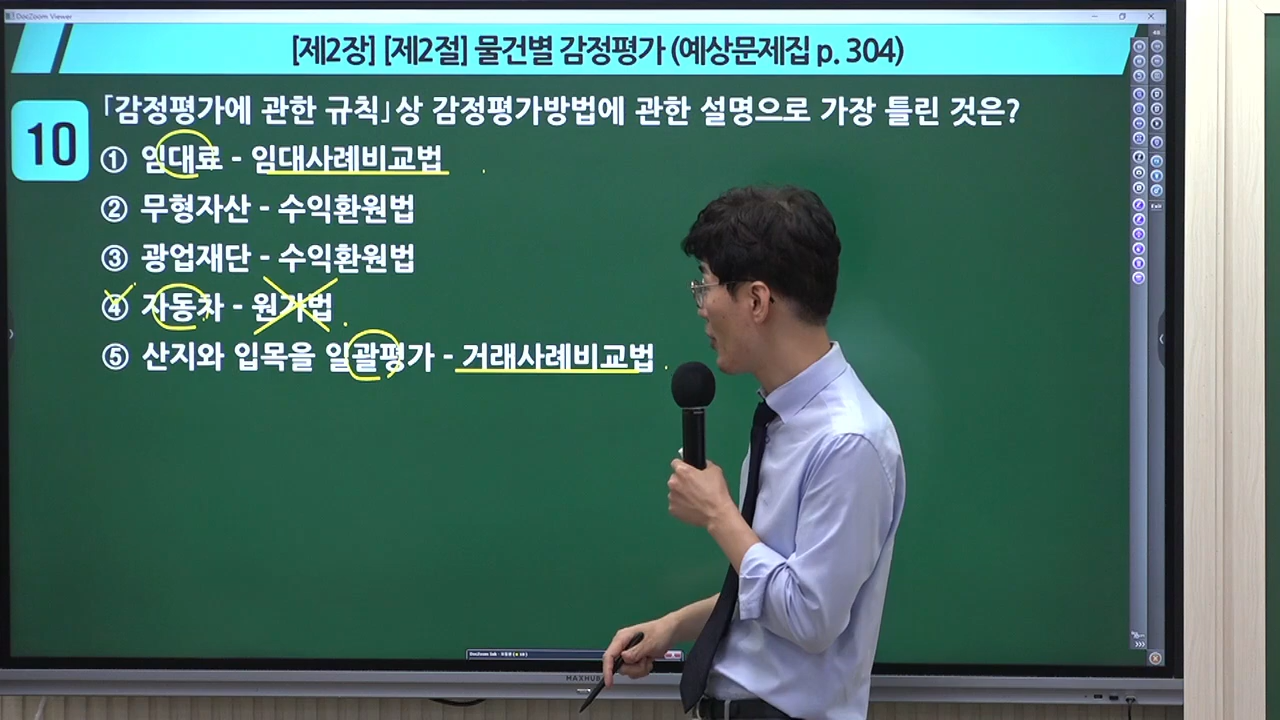 DocZoom Viewer
[제2장] [제2절] 물건별 감정평가 (예상문제집 p. 304)
10
「감정평가에 관한 규칙」상 감정평가방법에 관한 설명으로 가장 틀린 것은?
① 임대료 - 임대사례비교법
② 무형자산 - 수익환원법
③ 광업재단 - 수익환원법
④ 자동차 - 원가법
⑤ 산지와 입목을 일괄평가 - 거래사례비교법
Exit
MAXHUB